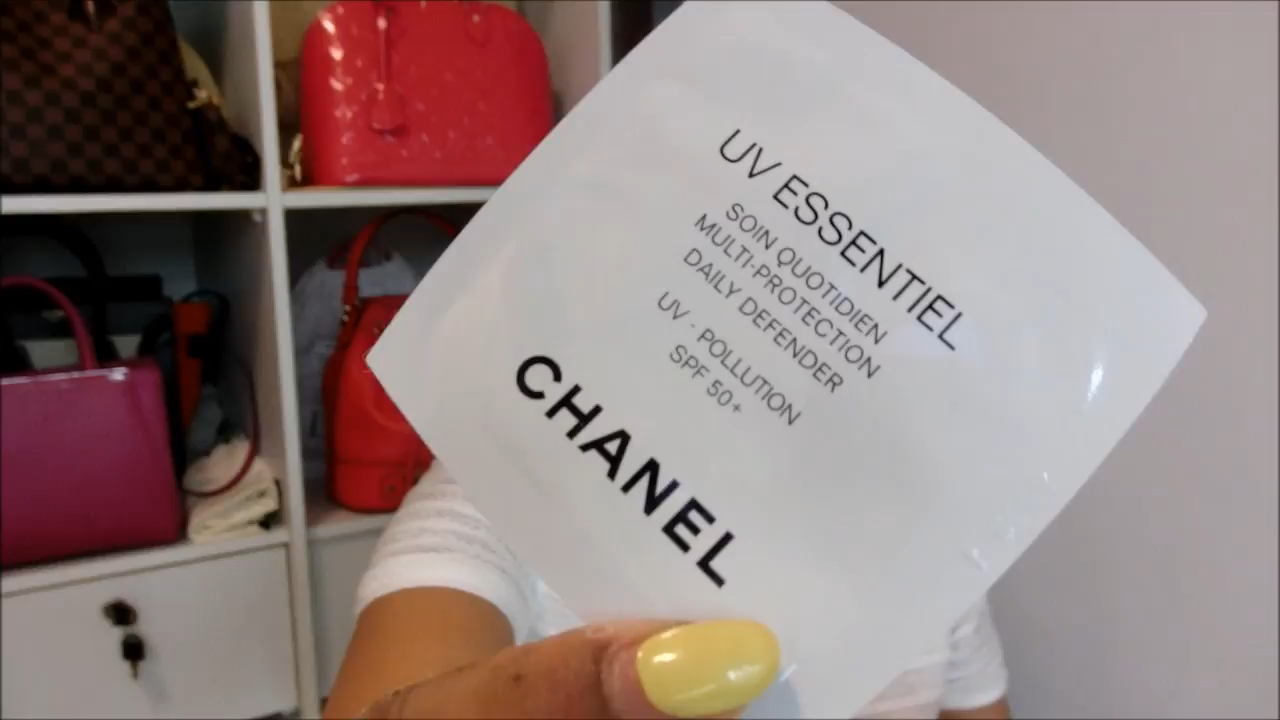 UV ESSENTIEL
SOIN QUOTIDIEN
MULTI-PROTECTION
DAILY DEFENDER
UV - POLLUTION
SPF 50+
CHANEL